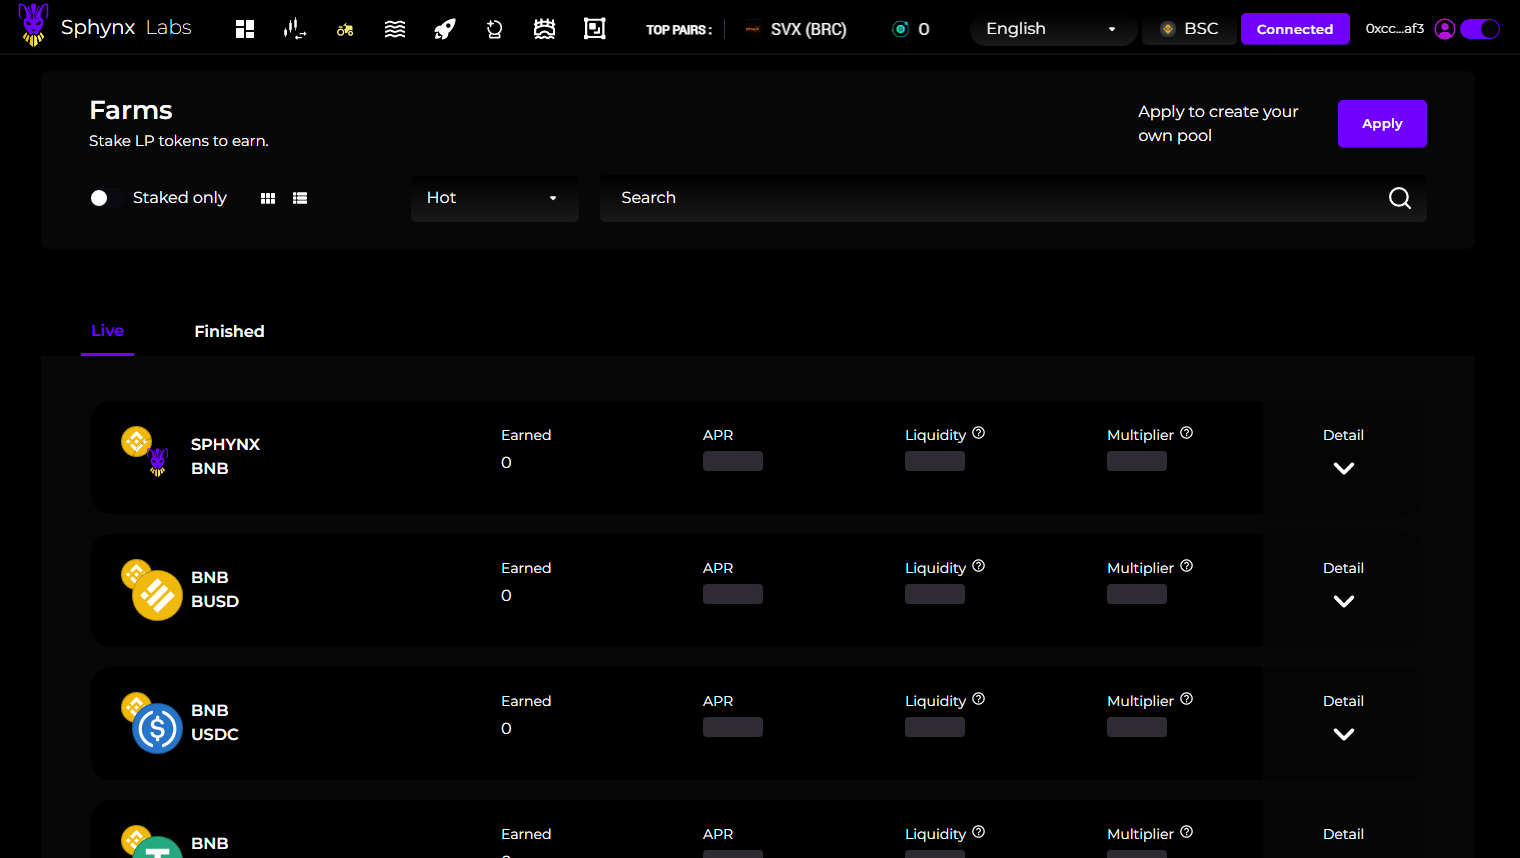 Sphynx Labs
TOP PAIRS :
SVX (BRC)
0
English
BSC
Connected
0xcc...af3
Farms
Stake LP tokens to earn.
Apply to create your
own pool
Apply
Staked only
Hot
Search
Live
Finished
SPHYNX
BNB
Earned
0
APR
Liquidity
Multiplier
Detail
BNB
BUSD
Earned
0
APR
Liquidity
Multiplier
Detail
BNB
USDC
Earned
0
APR
Liquidity
Multiplier
Detail
BNB
Earned
APR
Liquidity
Multiplier
Detail